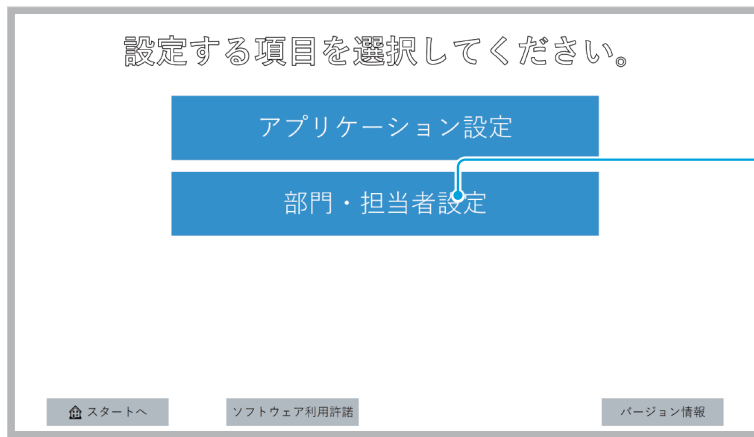 設定する項目を選択してください。
アプリケーション設定
部門・担当者設定
スタートへ
ソフトウェア利用許諾
バージョン情報